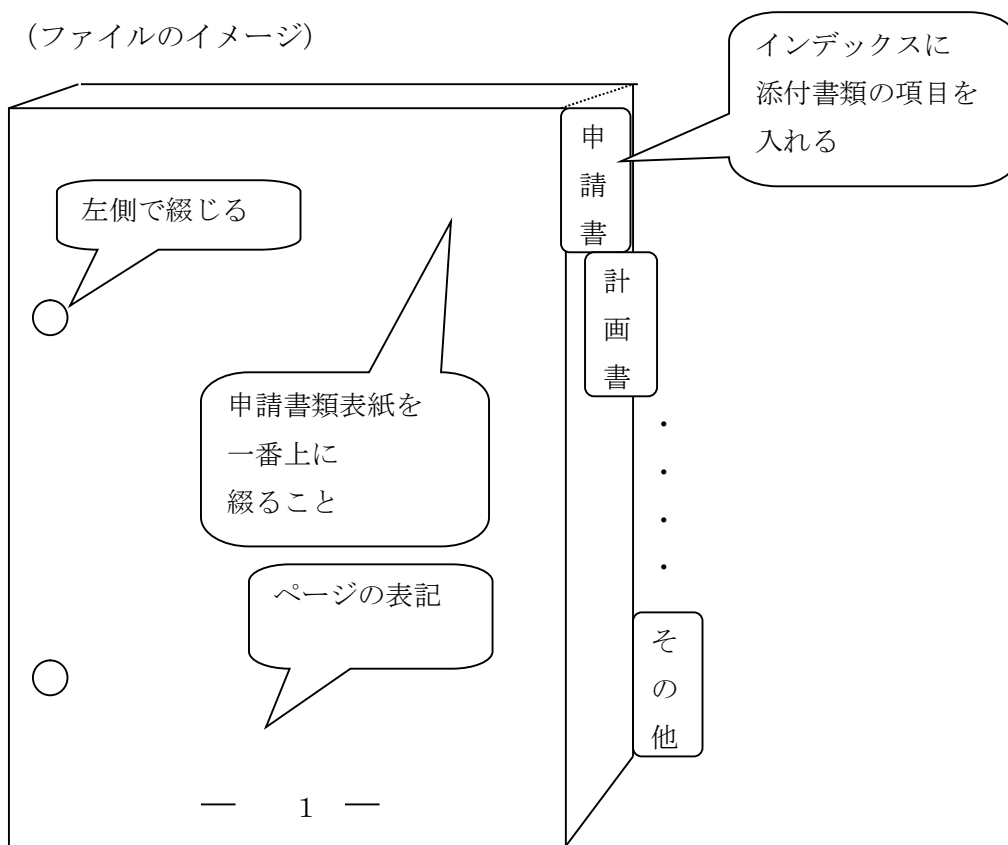 （ファイルのイメージ）
インデックスに
添付書類の項目を
入れる
申請書
左側で綴じる
計画書
申請書類表紙を
一番上に
綴ること
・
・
・
・
ページの表記
その他
― 1 ―